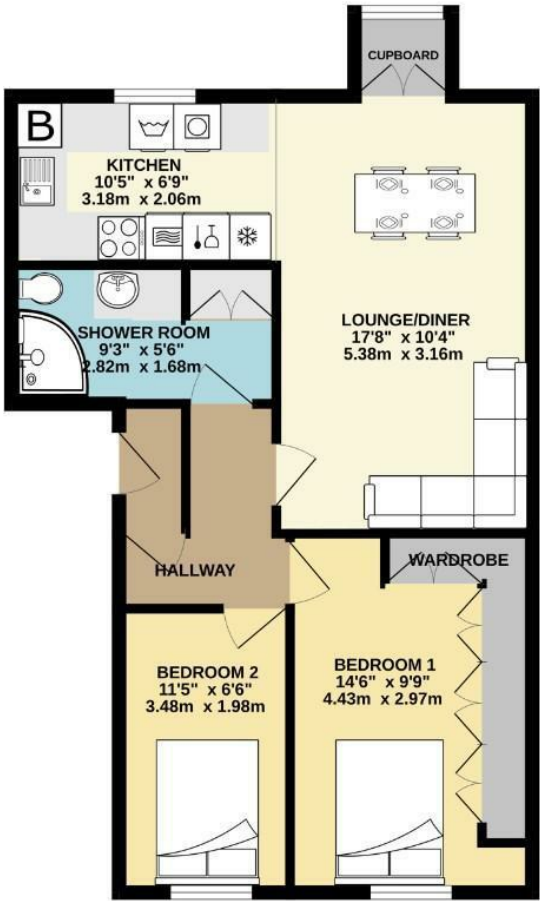 CUPBOARD
B
KITCHEN
10'5" x 6'9"
3.18m x 2.06m
LOUNGE/DINER
17'8" x 10'4"
5.38m x 3.16m
SHOWER ROOM
9'3" x 5'6"
2.82m x 1.68m
HALLWAY
WARDROBE
BEDROOM 2
11'5" x 6'6"
3.48m x 1.98m
BEDROOM 1
14'6" x 9'9"
4.43m x 2.97m